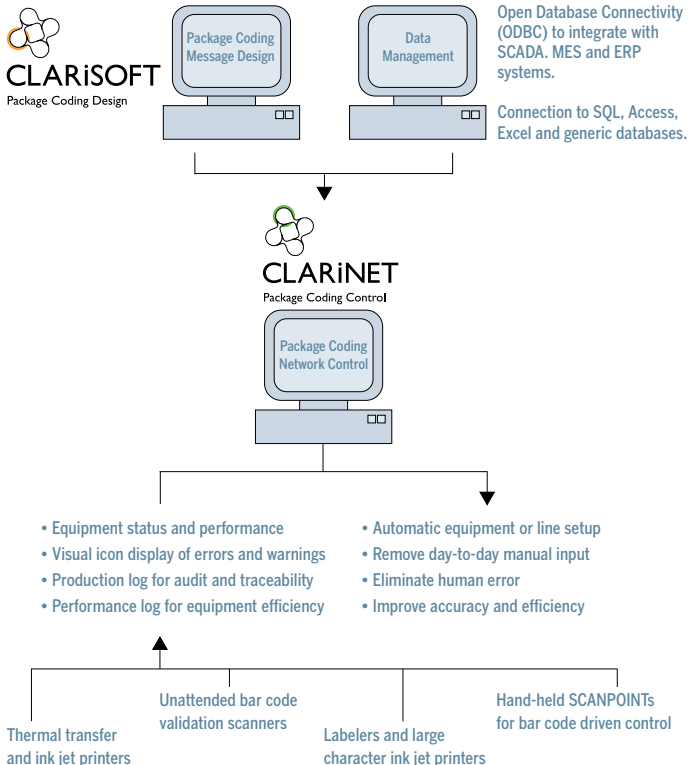 CLARiSOFT
Package Coding Design
Package Coding
Message Design
Data
Management
Open Database Connectivity
(ODBC) to integrate with
SCADA. MES and ERP
systems.
Connection to SQL, Access,
Excel and generic databases.
CLARiNET
Package Coding Control
Package Coding
Network Control
• Equipment status and performance
• Visual icon display of errors and warnings
• Production log for audit and traceability
• Performance log for equipment efficiency
• Automatic equipment or line setup
• Remove day-to-day manual input
• Eliminate human error
• Improve accuracy and efficiency
Thermal transfer
and ink jet printers
Unattended bar code
validation scanners
Labelers and large
character ink jet printers
Hand-held SCANPOINTs
for bar code driven control